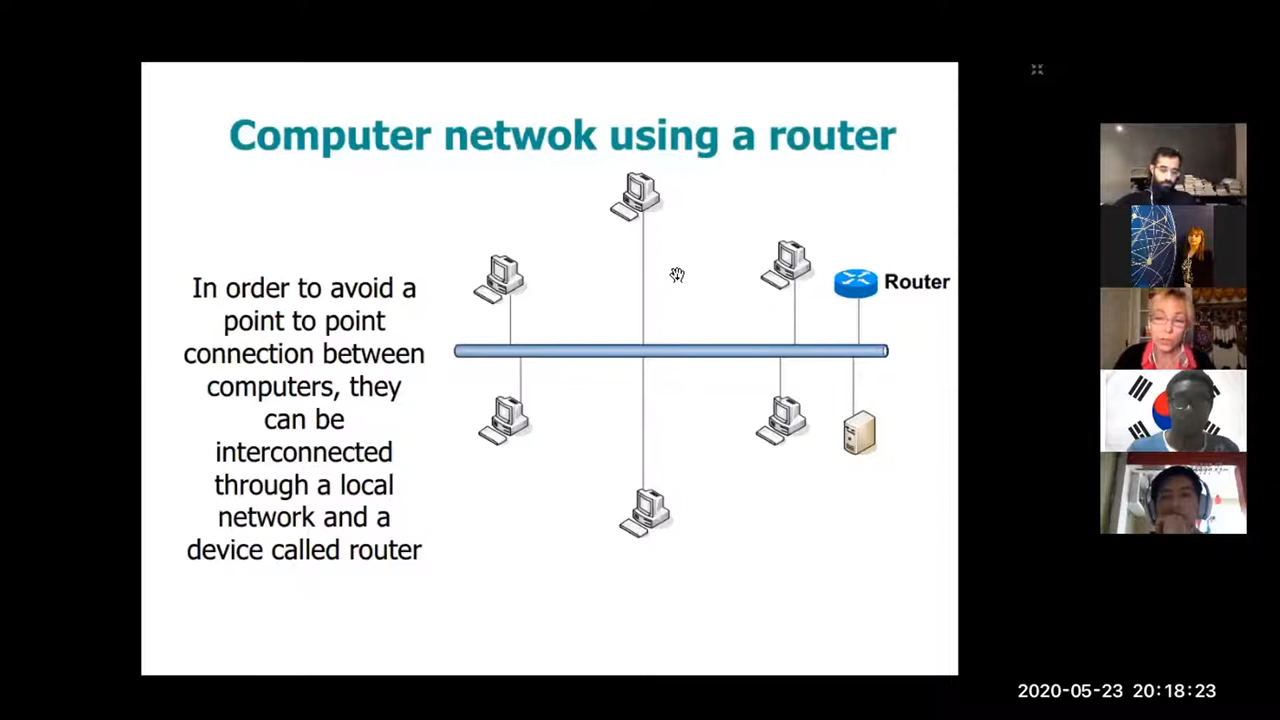 Computer netwok using a router
Router
In order to avoid a
point to point
connection between
computers, they
can be
interconnected
through a local
network and a
device called router
2020-05-23 20:18:23